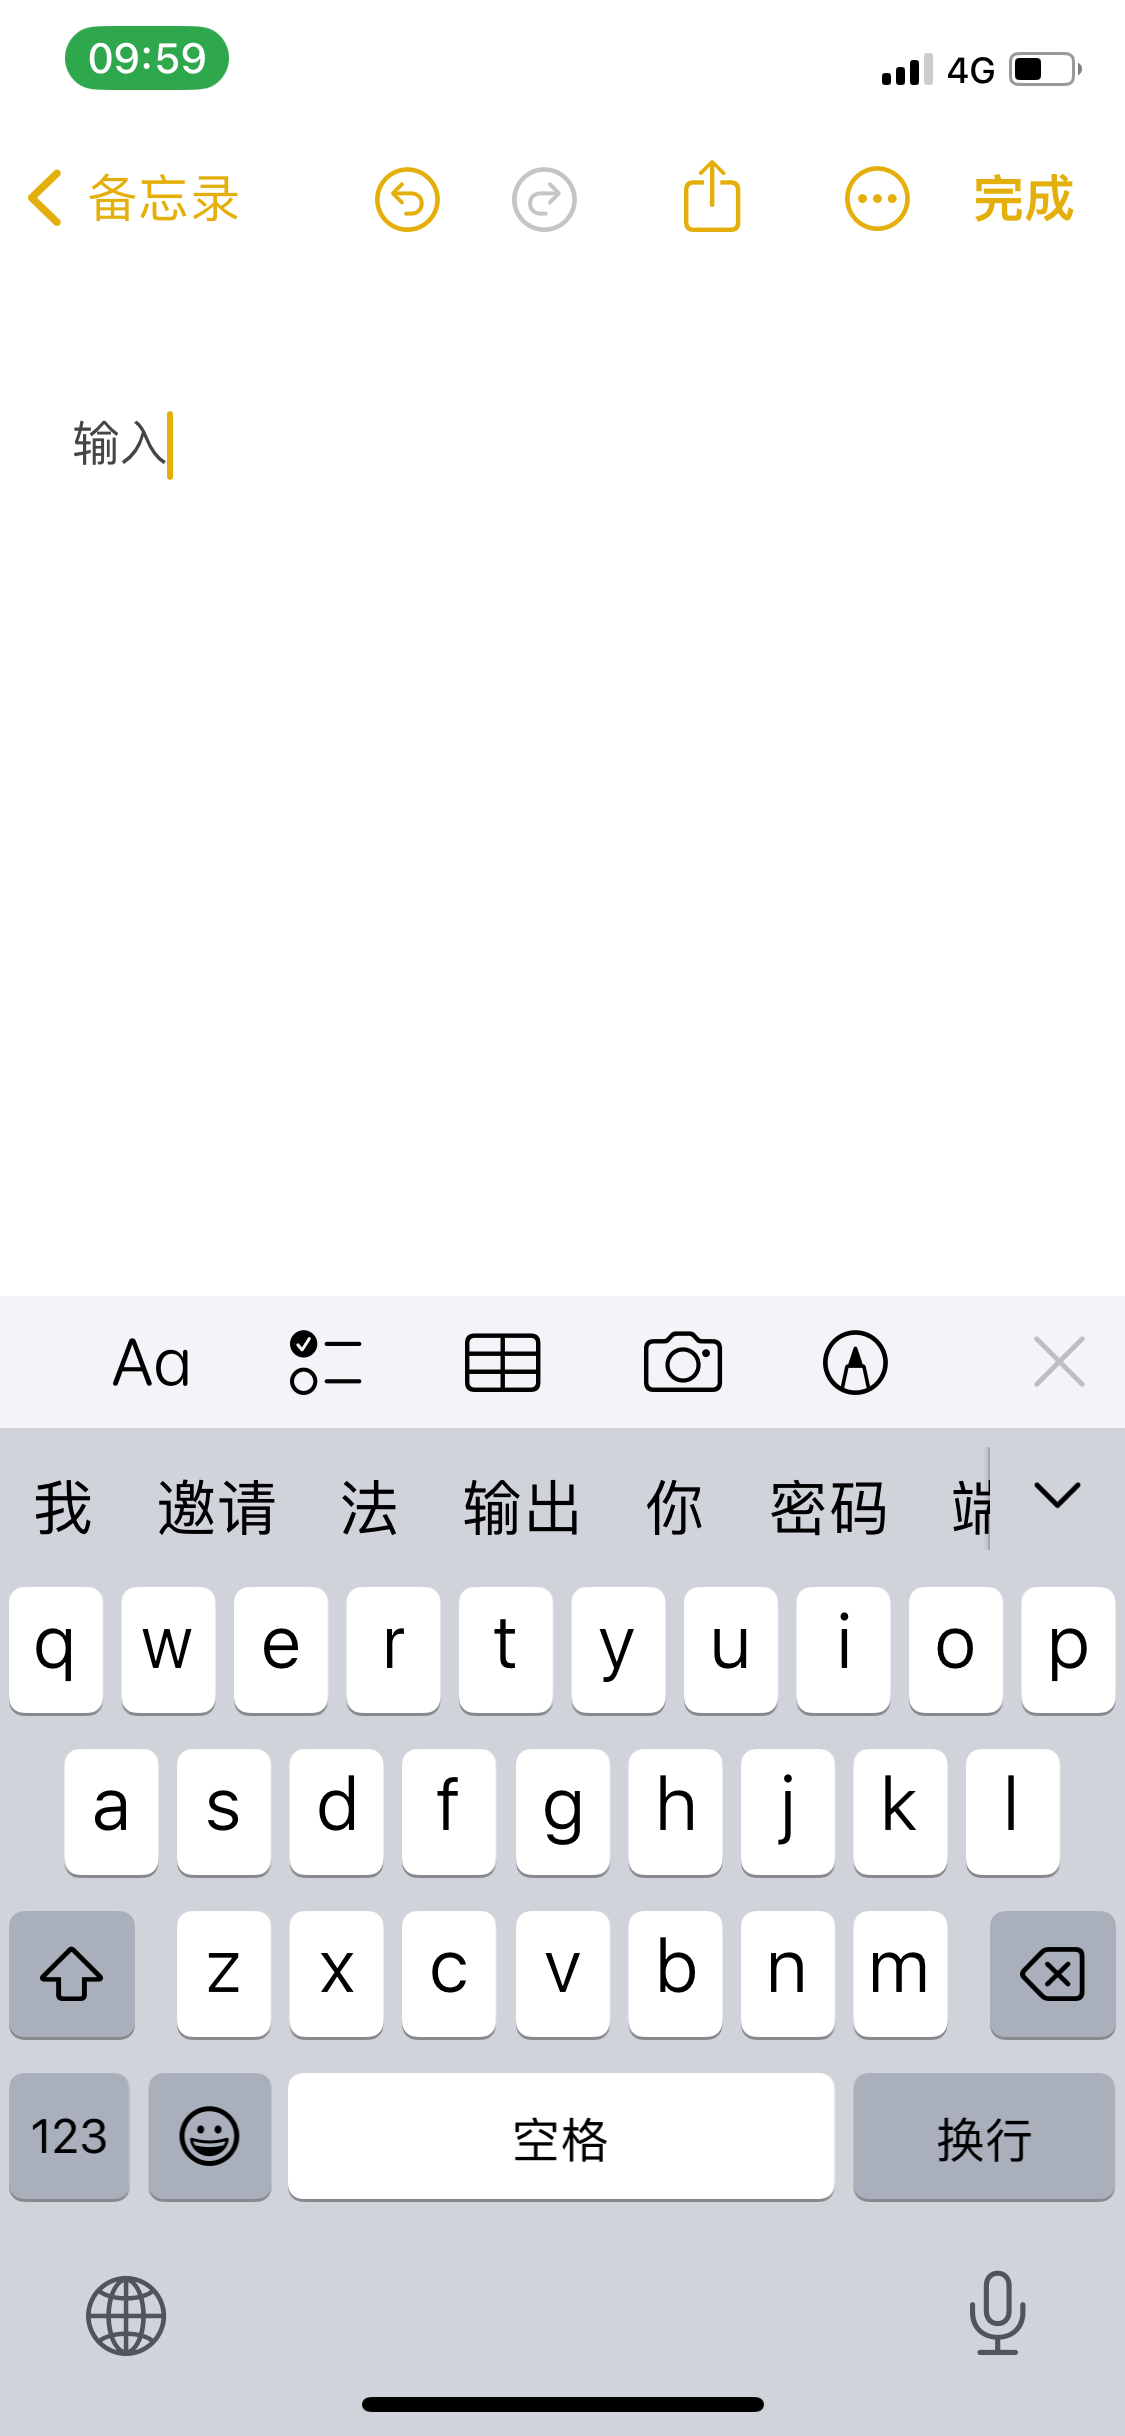 09:59 4G
备忘录 完成
输入
Aa
我 邀请 法 输出 你 密码 端
q w e r t y u i o p
a s d f g h j k l
z x c v b n m
123 空格 换行